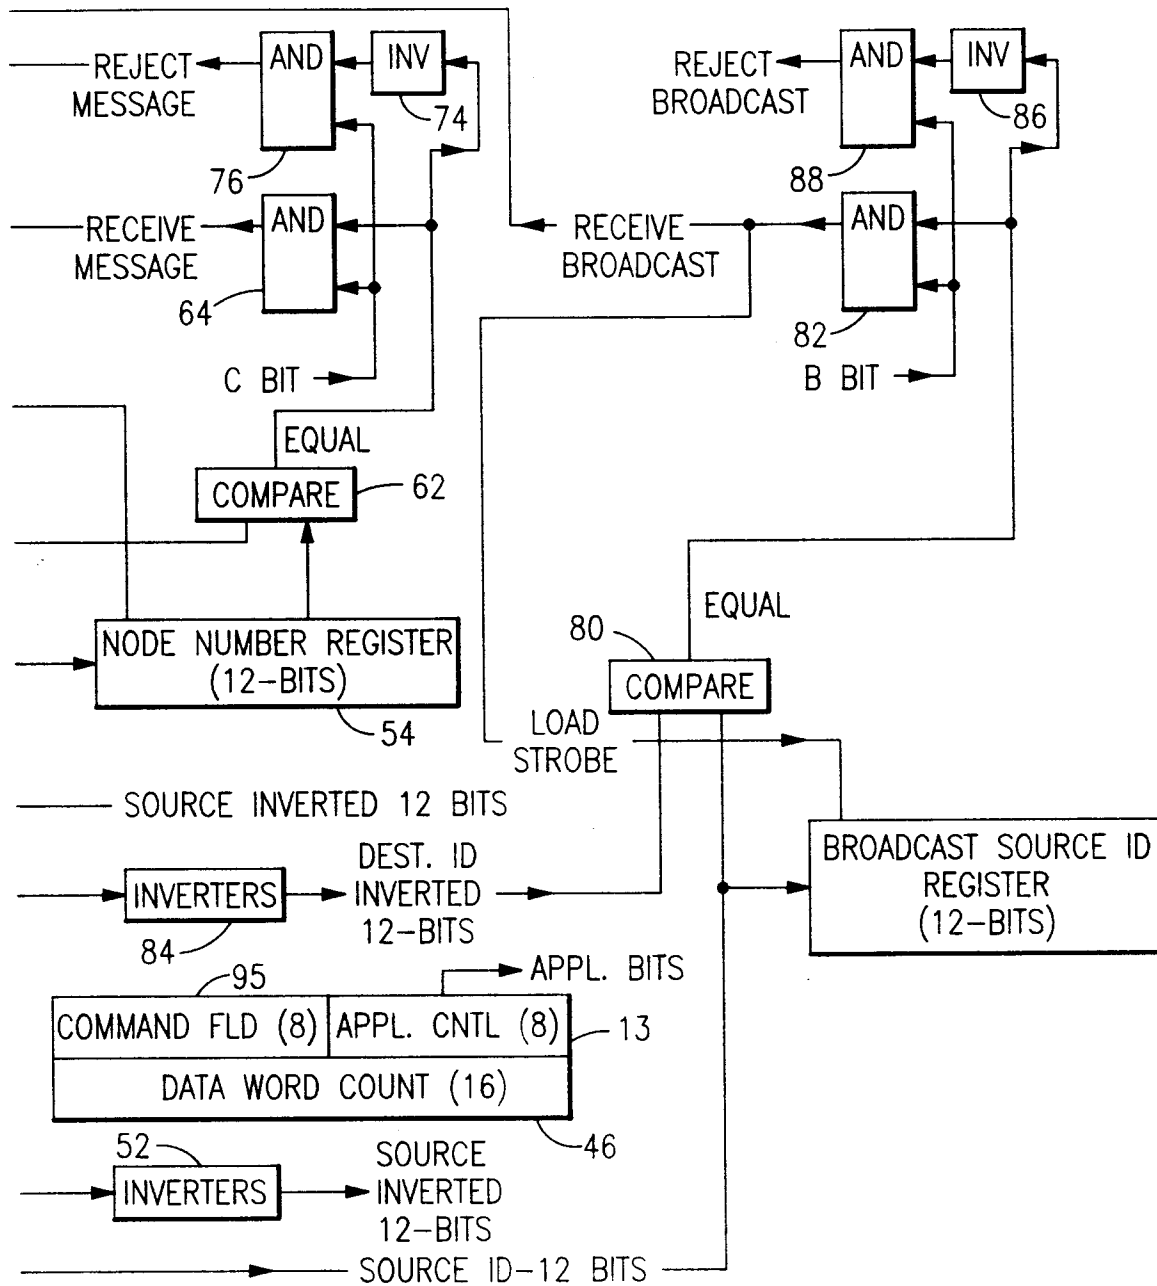 AND
INV
REJECT
MESSAGE
74
76
AND
INV
REJECT
BROADCAST
86
88
AND
RECEIVE
MESSAGE
64
C BIT
RECEIVE
BROADCAST
AND
82
B BIT
EQUAL
COMPARE
62
NODE NUMBER REGISTER
(12-BITS)
54
EQUAL
80
COMPARE
LOAD
STROBE
SOURCE INVERTED 12 BITS
INVERTERS
84
DEST. ID
INVERTED
12-BITS
BROADCAST SOURCE ID
REGISTER
(12-BITS)
95
APPL. BITS
COMMAND FLD (8)
APPL. CNTL (8)
13
DATA WORD COUNT (16)
46
52
INVERTERS
SOURCE
INVERTED
12-BITS
SOURCE ID-12 BITS